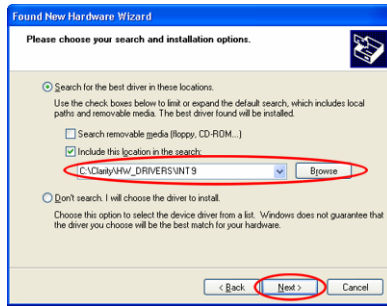 Found New Hardware Wizard
Please choose your search and installation options.
Search for the best driver in these locations.
Use the check boxes below to limit or expand the default search, which includes local
paths and removable media. The best driver found will be installed.
Search removable media (floppy, CD-ROM...)
Include this location in the search:
C:\Clarity\HW_DRIVERS\INT9
Browse
Don't search. I will choose the driver to install.
Choose this option to select the device driver from a list. Windows does not guarantee that
the driver you choose will be the best match for your hardware.
< Back
Next >
Cancel